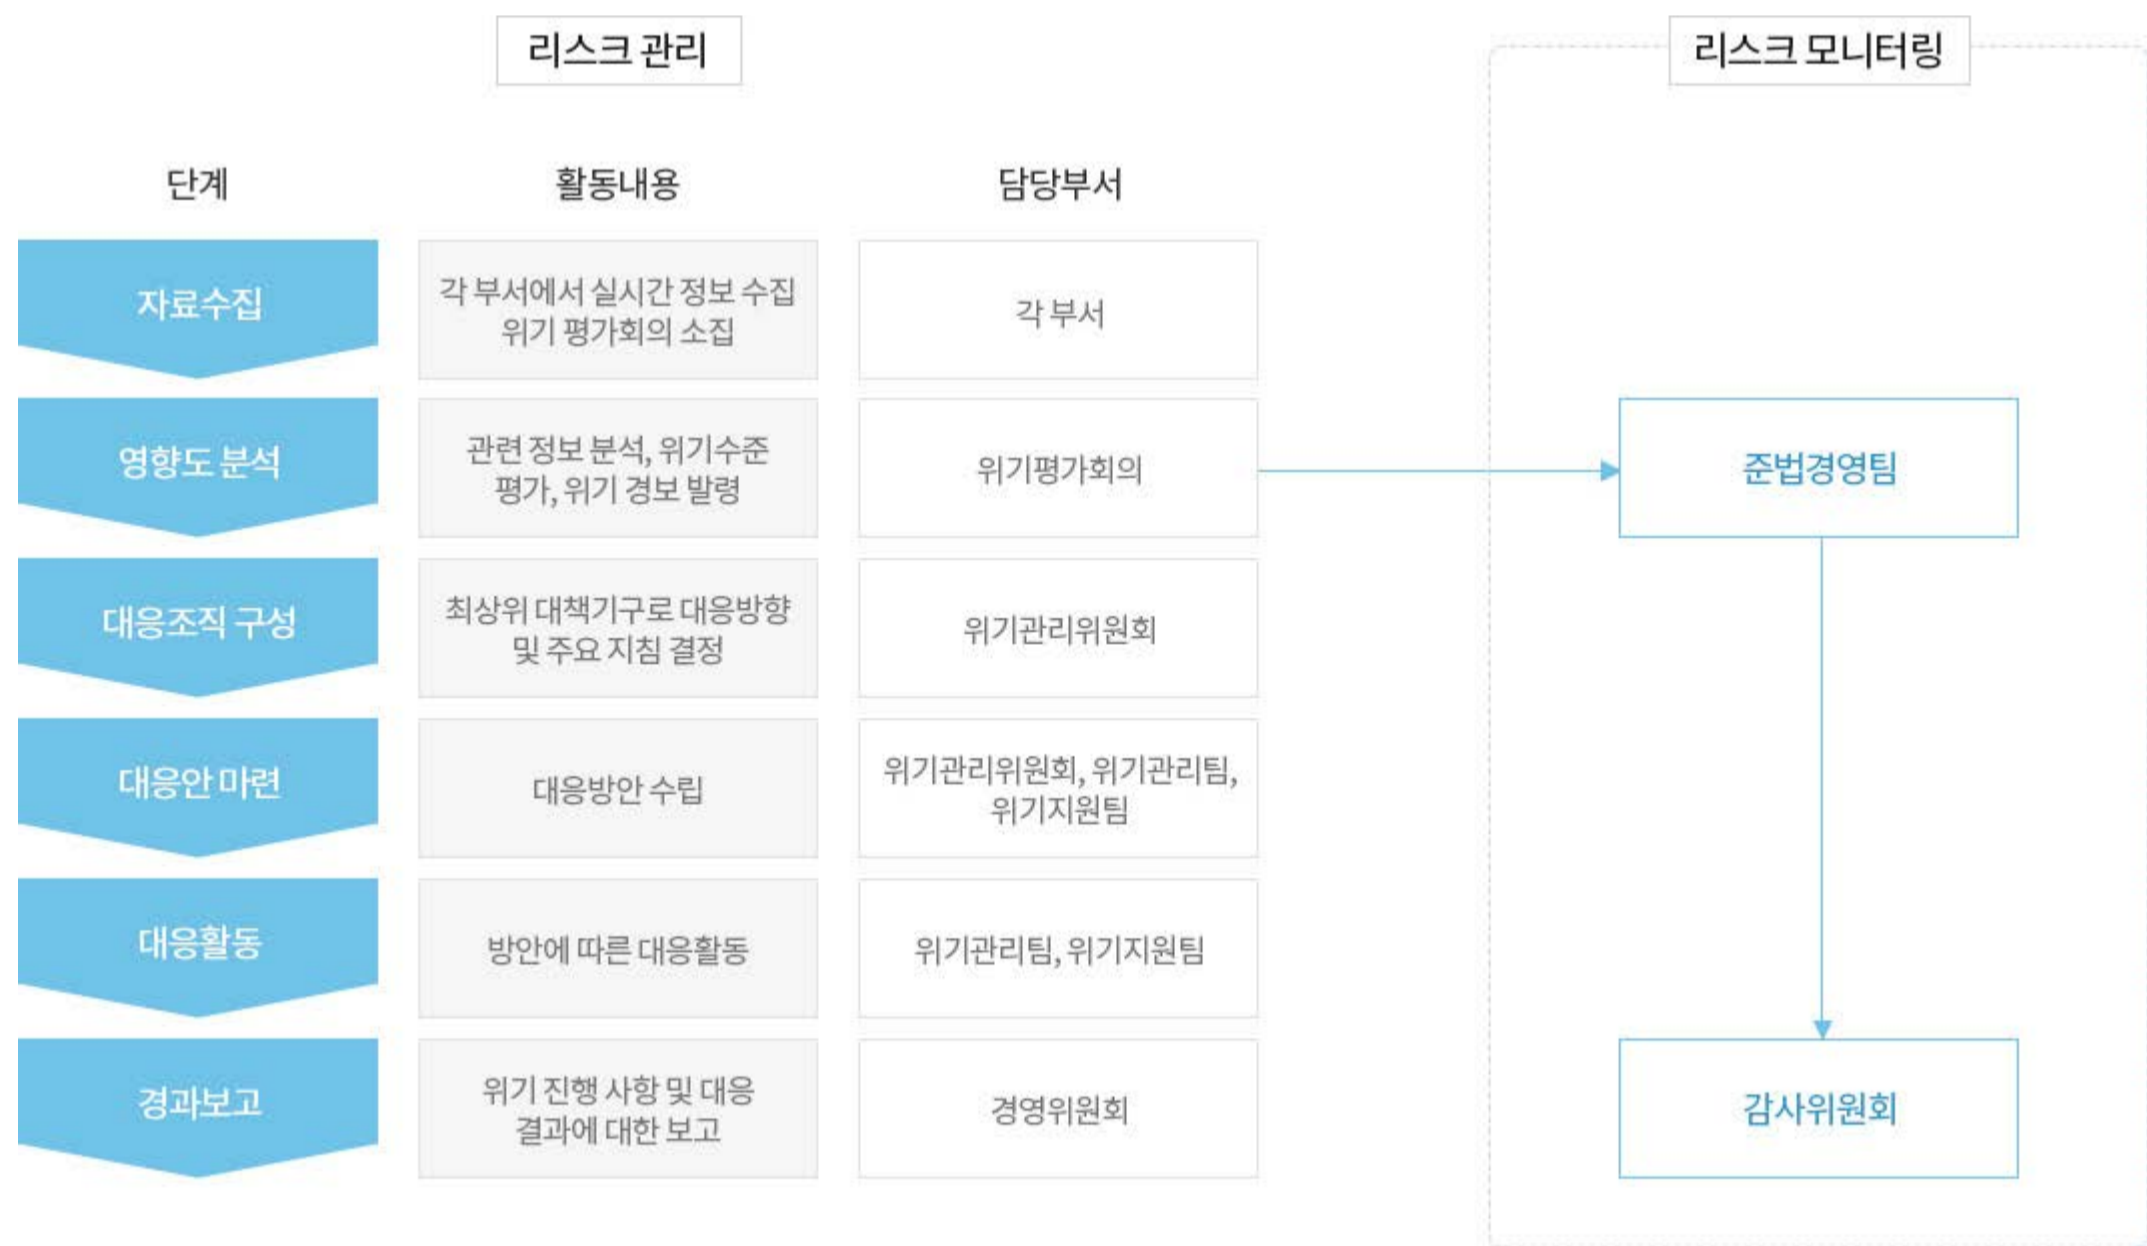 리스크 관리
리스크 모니터링
단계
활동내용
담당부서
자료수집
각 부서에서 실시간 정보 수집
위기 평가회의 소집
각 부서
영향도 분석
관련 정보 분석, 위기수준
평가, 위기 경보 발령
위기평가회의
준법경영팀
대응조직 구성
최상위 대책기구로 대응방향
및 주요 지침 결정
위기관리위원회
대응안 마련
대응방안 수립
위기관리위원회, 위기관리팀,
위기지원팀
대응활동
방안에 따른 대응활동
위기관리팀, 위기지원팀
경과보고
위기 진행 사항 및 대응
결과에 대한 보고
경영위원회
감사위원회